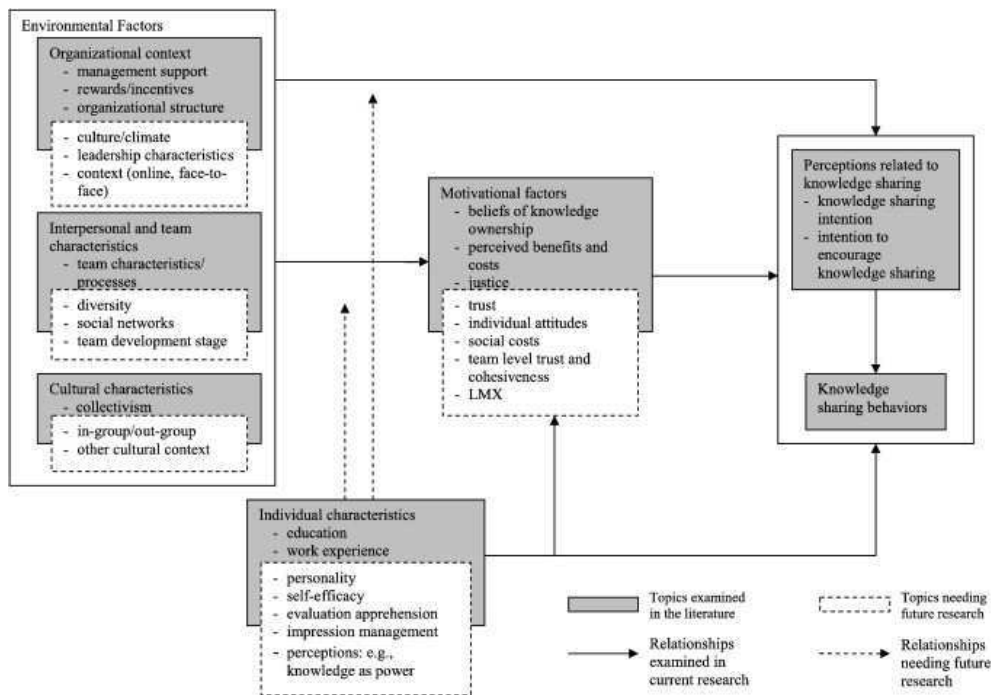 Environmental Factors
Organizational context
- management support
- rewards/incentives
- organizational structure
- culture/climate
- leadership characteristics
- context (online, face-to-
face)
Interpersonal and team
characteristics
- team characteristics/
processes
- diversity
- social networks
- team development stage
Cultural characteristics
- collectivism
- in-group/out-group
- other cultural context
Motivational factors
- beliefs of knowledge
ownership
- perceived benefits and
costs
- justice
- trust
- individual attitudes
- social costs
- team level trust and
cohesiveness
- LMX
Perceptions related to
knowledge sharing
- knowledge sharing
intention
- intention to
encourage
knowledge sharing
Knowledge
sharing behaviors
Individual characteristics
- education
- work experience
- personality
- self-efficacy
- evaluation apprehension
- impression management
- perceptions: e.g.,
knowledge as power
Topics examined
in the literature
Topics needing
future research
Relationships
examined in
current research
Relationships
needing future
research